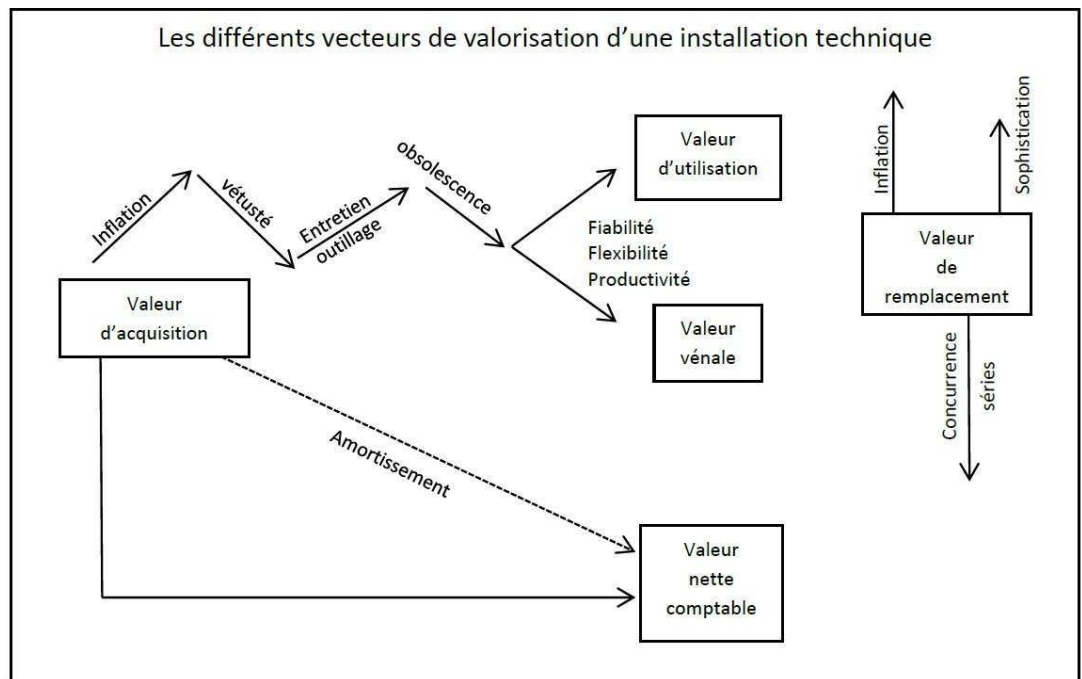 Les différents vecteurs de valorisation d’une installation technique
Inflation
vétusté
Entretien
outillage
obsolescence
Valeur
d’utilisation
Fiabilité
Flexibilité
Productivité
Valeur
vénale
Valeur
d’acquisition
Amortissement
Valeur
nette
comptable
Inflation
Sophistication
Valeur
de
remplacement
Concurrence
séries